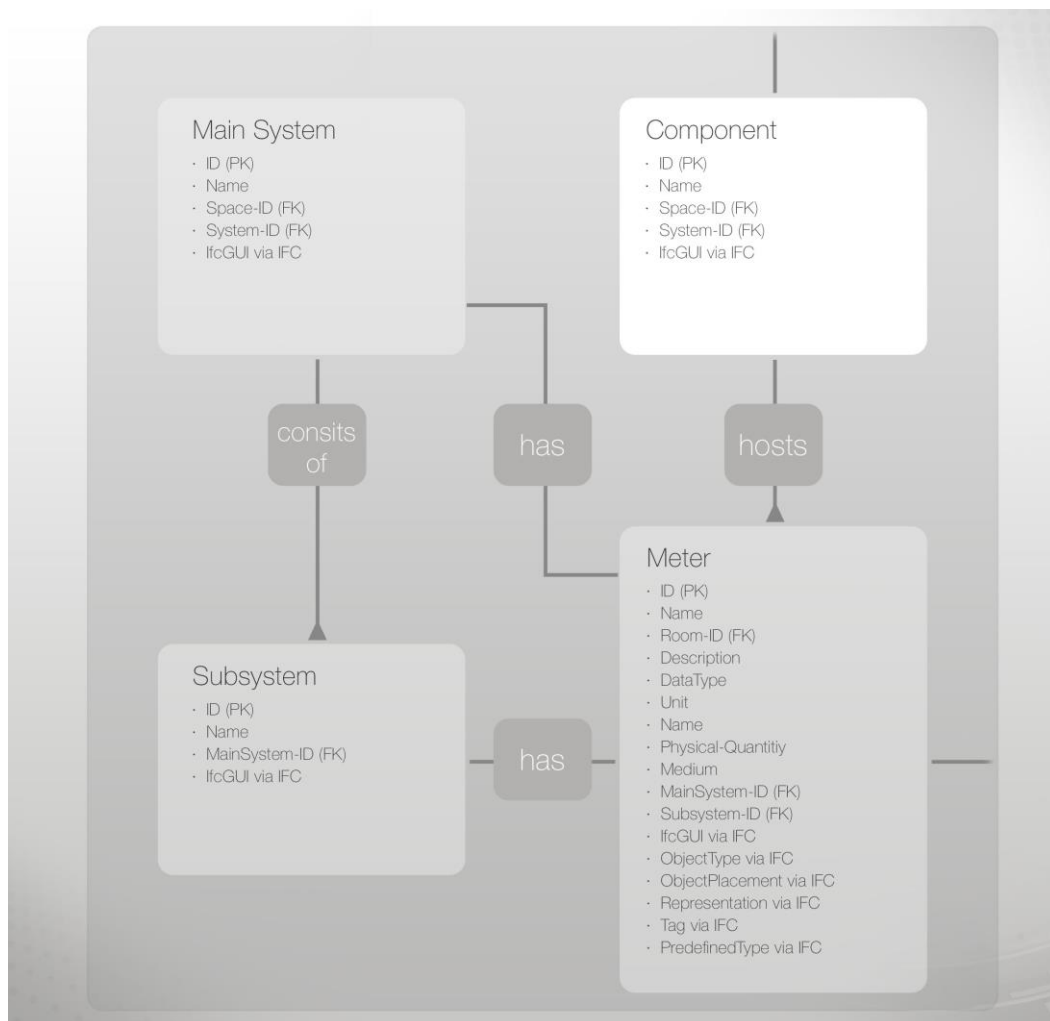 Main System
· ID (PK)
· Name
· Space-ID (FK)
· System-ID (FK)
· IfcGUI via IFC
Component
· ID (PK)
· Name
· Space-ID (FK)
· System-ID (FK)
· IfcGUI via IFC
consits
of
has
hosts
Meter
· ID (PK)
· Name
· Room-ID (FK)
· Description
· DataType
· Unit
· Name
· Physical-Quantitiy
· Medium
· MainSystem-ID (FK)
· Subsystem-ID (FK)
· IfcGUI via IFC
· ObjectType via IFC
· ObjectPlacement via IFC
· Representation via IFC
· Tag via IFC
· PredefinedType via IFC
Subsystem
· ID (PK)
· Name
· MainSystem-ID (FK)
· IfcGUI via IFC
has